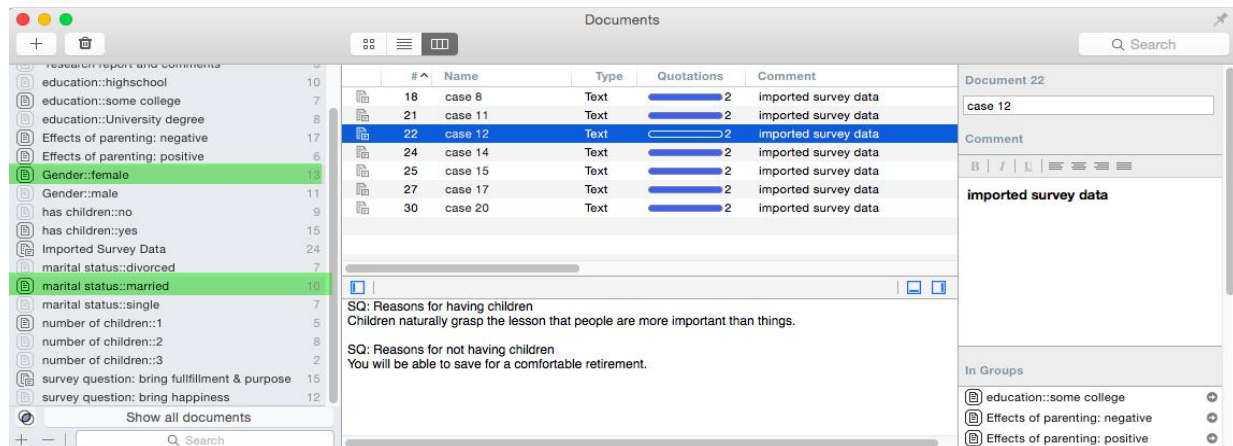 Documents
Search
research report and comments
education::highschool 10
education::some college 7
education::University degree 8
Effects of parenting: negative 17
Effects of parenting: positive 6
Gender::female 13
Gender::male 11
has children::no 9
has children::yes 15
Imported Survey Data 24
marital status::divorced 7
marital status::married 10
marital status::single 7
number of children::1 5
number of children::2 8
number of children::3 2
survey question: bring fullfillment & purpose 15
survey question: bring happiness 12
Show all documents
Search
# Name Type Quotations Comment
18 case 8 Text 2 imported survey data
21 case 11 Text 2 imported survey data
22 case 12 Text 2 imported survey data
24 case 14 Text 2 imported survey data
25 case 15 Text 2 imported survey data
27 case 17 Text 2 imported survey data
30 case 20 Text 2 imported survey data
SQ: Reasons for having children
Children naturally grasp the lesson that people are more important than things.
SQ: Reasons for not having children
You will be able to save for a comfortable retirement.
Document 22
case 12
Comment
B I U
imported survey data
In Groups
education::some college
Effects of parenting: negative
Effects of parenting: positive